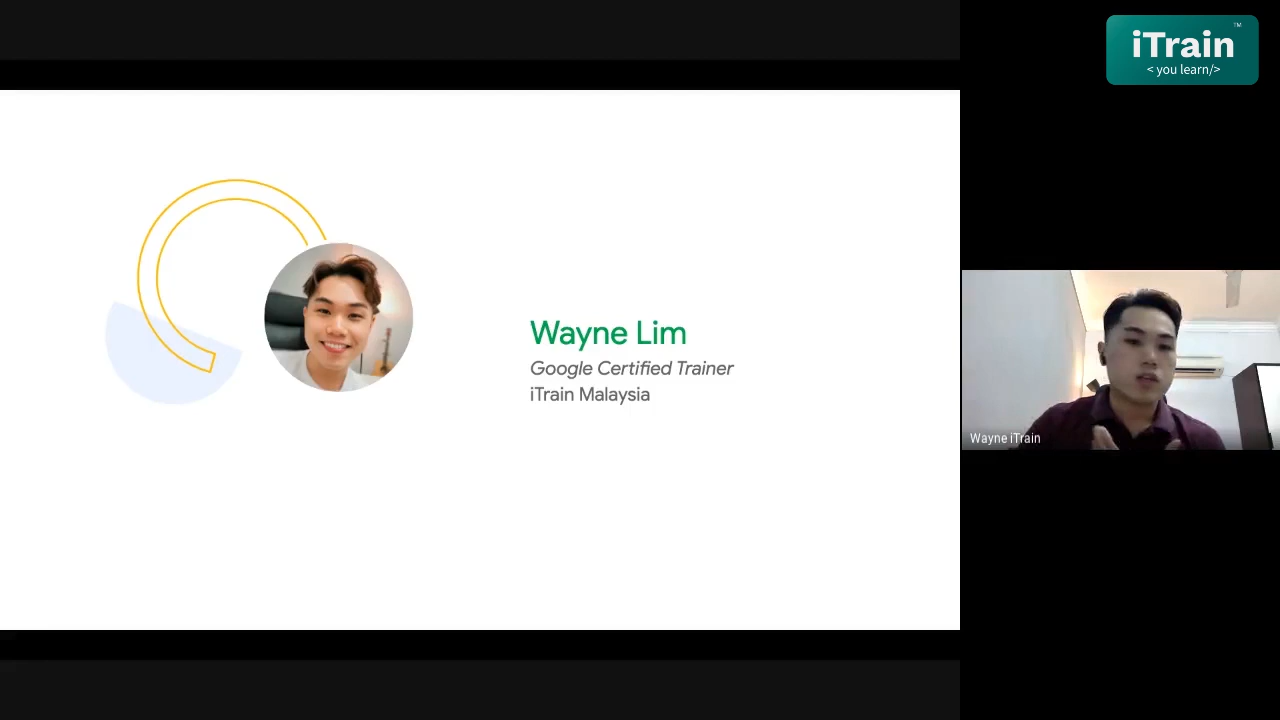 iTrain™
< you learn/>
Wayne Lim
Google Certified Trainer
iTrain Malaysia
Wayne iTrain